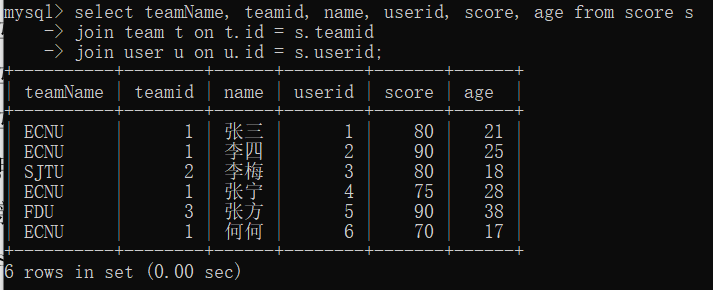 mysql> select teamName, teamid, name, userid, score, age from score s
-> join team t on t.id = s.teamid
-> join user u on u.id = s.userid;
+----------+--------+------+--------+-------+------+
| teamName | teamid | name | userid | score | age |
+----------+--------+------+--------+-------+------+
| ECNU | 1 | 张三 | 1 | 80 | 21 |
| ECNU | 1 | 李四 | 2 | 90 | 25 |
| SJTU | 2 | 李梅 | 3 | 80 | 18 |
| ECNU | 1 | 张宁 | 4 | 75 | 28 |
| FDU | 3 | 张方 | 5 | 90 | 38 |
| ECNU | 1 | 何何 | 6 | 70 | 17 |
+----------+--------+------+--------+-------+------+
6 rows in set (0.00 sec)